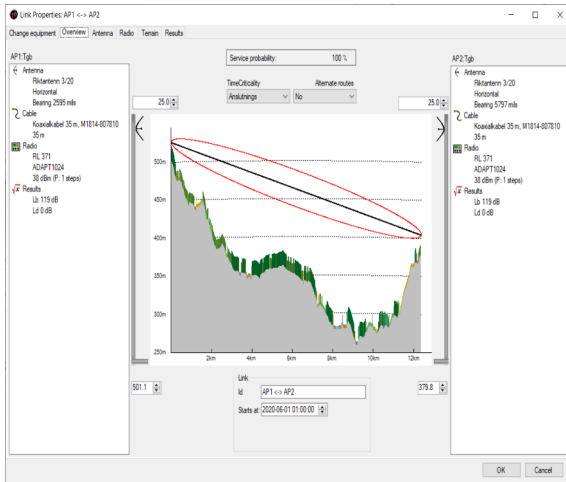 Link Properties: AP1 <-> AP2
Change equipment Overview Antenna Radio Terrain Results
AP1:Tgb
Antenna
Riktantenn 3/20
Horizontal
Bearing 2595 mils
Cable
Koaxialkabel 35 m, M1814-807810
35 m
Radio
RL 371
ADAPT1024
38 dBm (P: 1 steps)
Results
Lb 119 dB
Ld 0 dB
Service probability: 100 %
TimeCriticality Alternate routes
Anslutnings No
25.0 25.0
500m
450m
400m
350m
300m
250m
2km 4km 6km 8km 10km 12km
501.1 379.8
Link
Id AP1 <-> AP2
Starts at: 2020-06-01 01:00:00
AP2:Tgb
Antenna
Riktantenn 3/20
Horizontal
Bearing 5797 mils
Cable
Koaxialkabel 35 m, M1814-807810
35 m
Radio
RL 371
ADAPT1024
38 dBm (P: 1 steps)
Results
Lb 119 dB
Ld 0 dB
OK Cancel